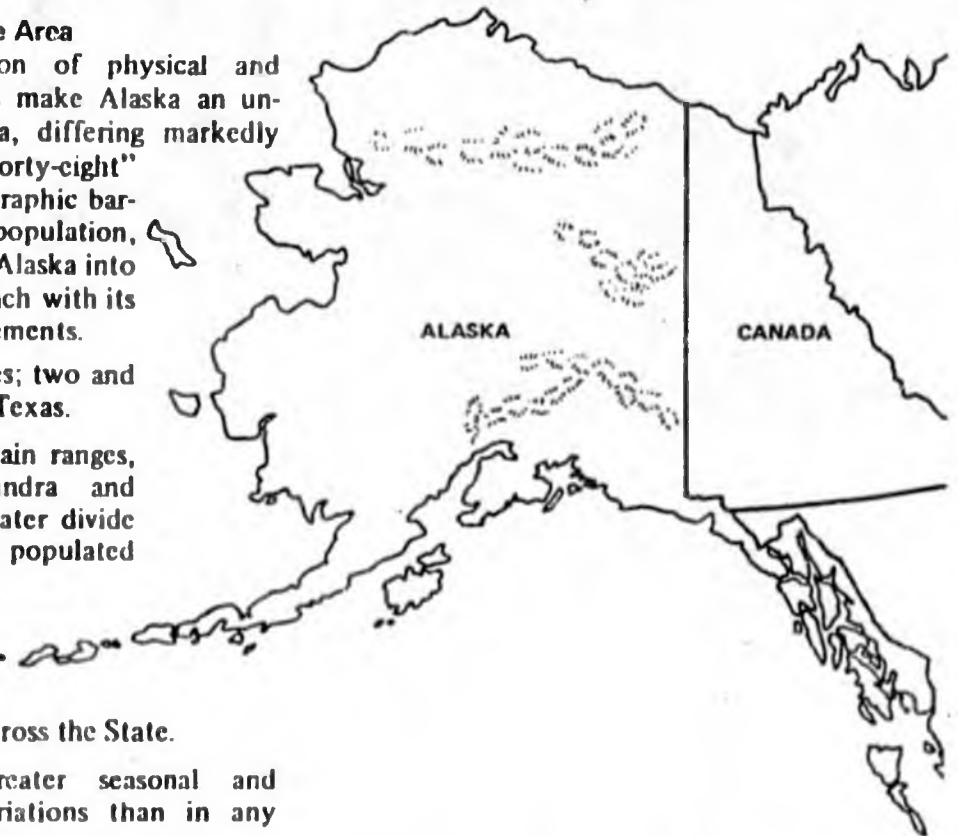 e Area
on of physical and
s make Alaska an un-
a, differing markedly
orty-eight"
raphic bar-
population,
Alaska into
ach with its
ements.
es; two and
Texas.
ain ranges,
ndra and
ater divide
populated
ross the State.
reater seasonal and
riations than in any
ALASKA
CANADA